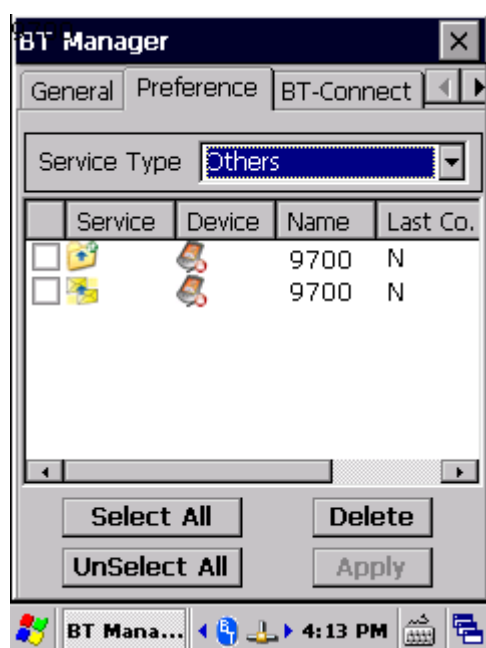 BT Manager
General Preference BT-Connect
Service Type Others
Service Device Name Last Co.
9700 N
9700 N
Select All Delete
UnSelect All Apply
BT Mana... 4:13 PM